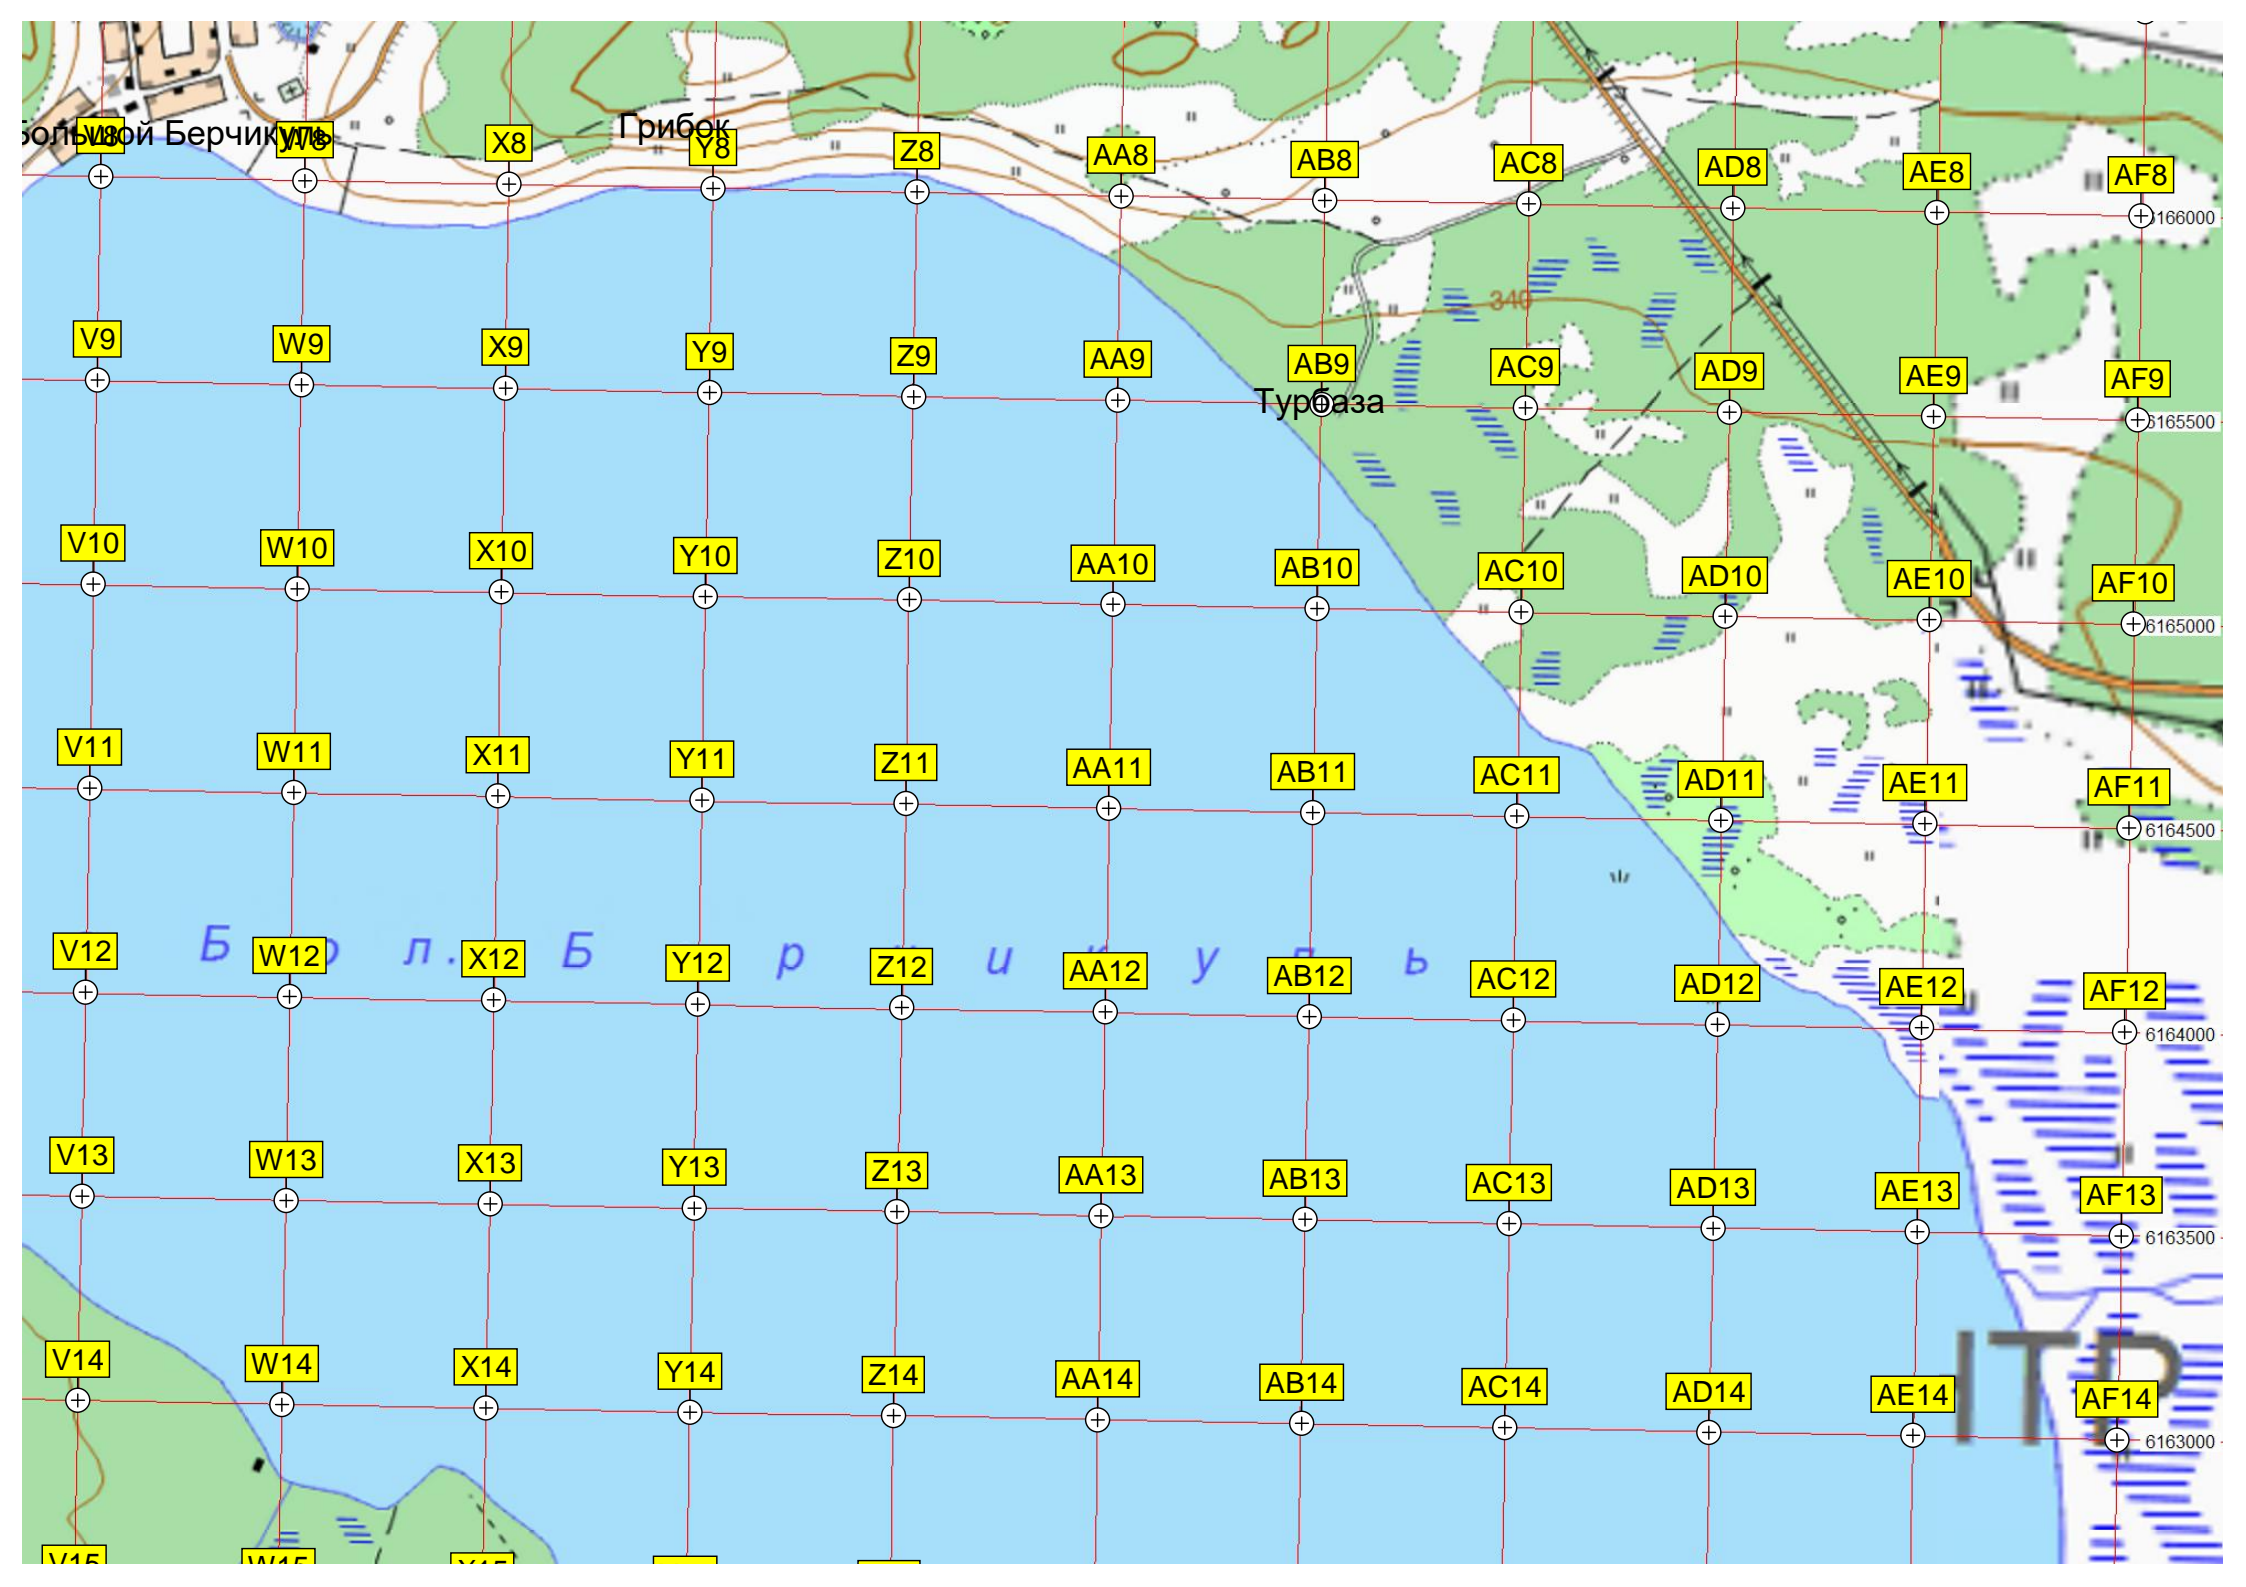 Большой Берчикуль
Грибок
V8 W8 X8 Y8 Z8 AA8 AB8 AC8 AD8 AE8 AF8
6166000
340
V9 W9 X9 Y9 Z9 AA9 AB9 AC9 AD9 AE9 AF9
Турбаза
6165500
V10 W10 X10 Y10 Z10 AA10 AB10 AC10 AD10 AE10 AF10
6165000
V11 W11 X11 Y11 Z11 AA11 AB11 AC11 AD11 AE11 AF11
6164500
Б о л. Б р и к у л ь
V12 W12 X12 Y12 Z12 AA12 AB12 AC12 AD12 AE12 AF12
6164000
V13 W13 X13 Y13 Z13 AA13 AB13 AC13 AD13 AE13 AF13
6163500
V14 W14 X14 Y14 Z14 AA14 AB14 AC14 AD14 AE14 AF14
6163000
V15 W15 X15